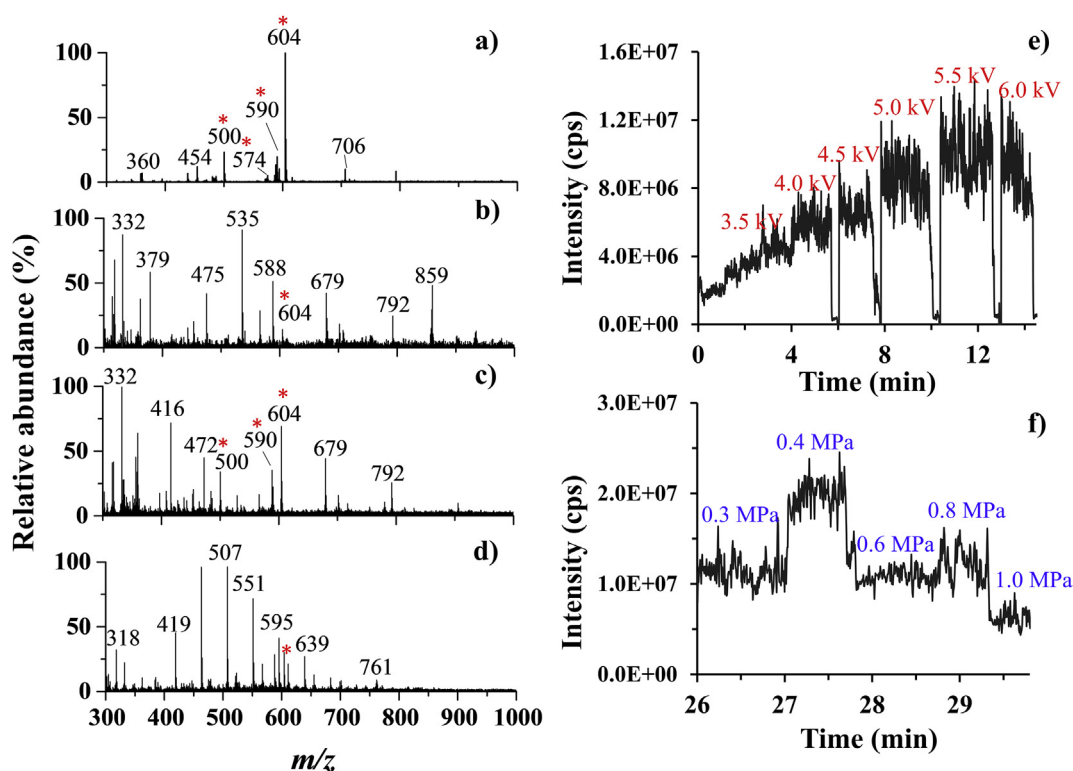 Relative abundance (%)
a)
100
50
0
*
604
*
590
*
500
*
574
360
454
706
b)
100
50
0
332
379
475
535
588
*
604
679
792
859
c)
100
50
0
332
416
472
*
500
*
590
*
604
679
792
d)
100
50
0
318
419
507
551
595
*
639
761
300 400 500 600 700 800 900 1000
m/z
e)
Intensity (cps)
1.6E+07
1.2E+07
8.0E+06
4.0E+06
0.0E+00
3.5 kV
4.0 kV
4.5 kV
5.0 kV
5.5 kV
6.0 kV
0 4 8 12
Time (min)
f)
Intensity (cps)
3.0E+07
2.0E+07
1.0E+07
0.0E+00
0.3 MPa
0.4 MPa
0.6 MPa
0.8 MPa
1.0 MPa
26 27 28 29
Time (min)